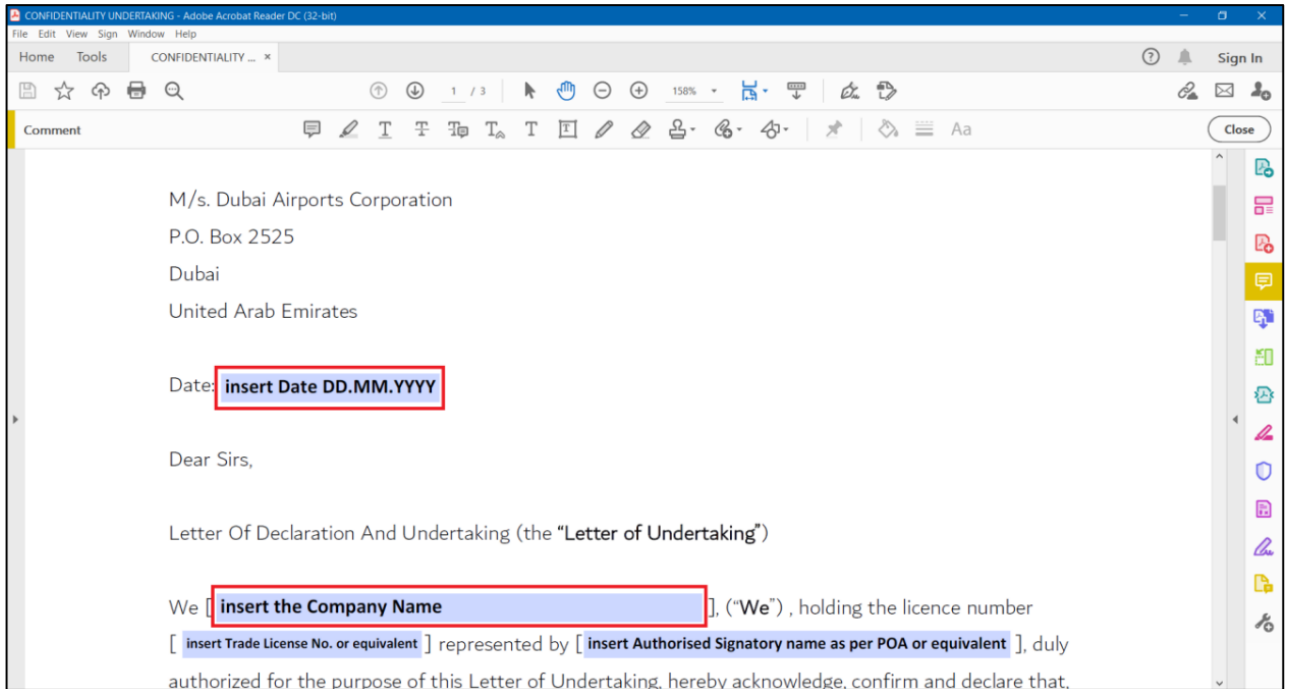 CONFIDENTIALITY UNDERTAKING - Adobe Acrobat Reader DC (32-bit)
File Edit View Sign Window Help
Home Tools CONFIDENTIALITY ... × Sign In
1 / 3 158%
Comment Aa Close
M/s. Dubai Airports Corporation
P.O. Box 2525
Dubai
United Arab Emirates
Date: insert Date DD.MM.YYYY
Dear Sirs,
Letter Of Declaration And Undertaking (the “Letter of Undertaking”)
We [ insert the Company Name ], (“We”) , holding the licence number
[ insert Trade License No. or equivalent ] represented by [ insert Authorised Signatory name as per POA or equivalent ], duly
authorized for the purpose of this Letter of Undertaking, hereby acknowledge, confirm and declare that,